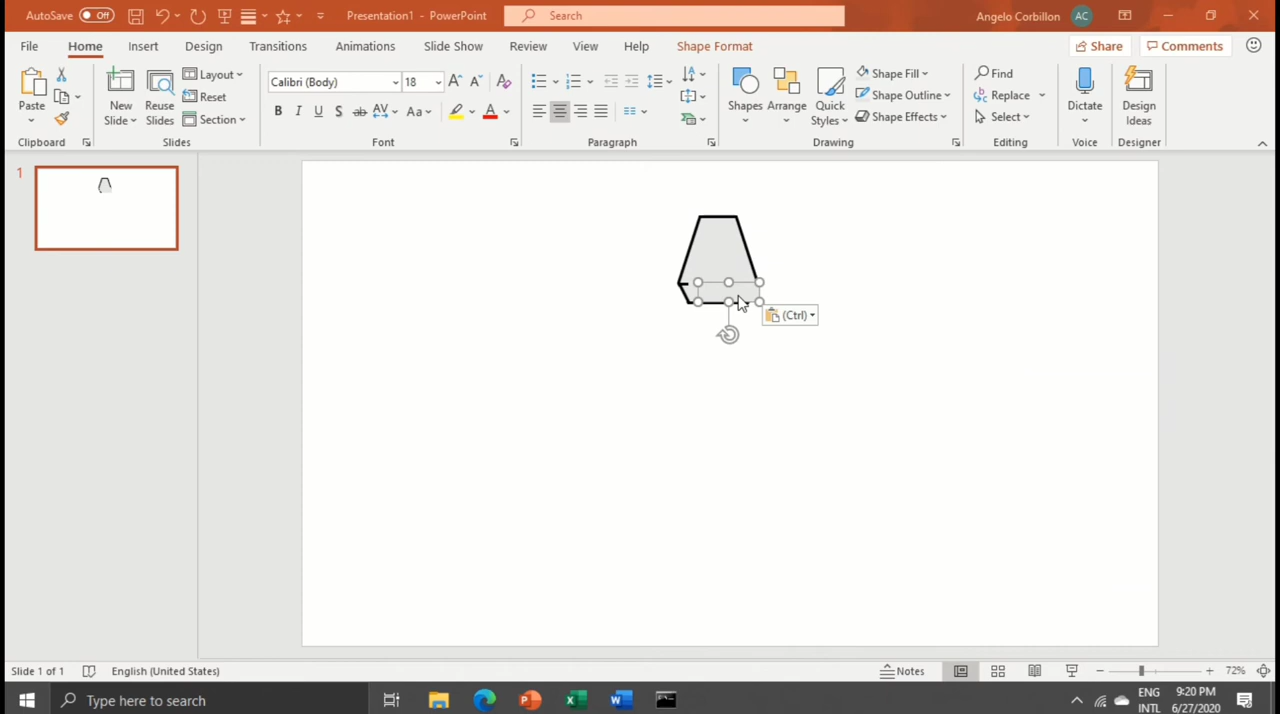 AutoSave Off Presentation1 - PowerPoint Search Angelo Corbillon AC
File Home Insert Design Transitions Animations Slide Show Review View Help Shape Format Share Comments
Paste New Slide Reuse Slides Layout Reset Section Calibri (Body) 18 A A A
B I U S ab AV Aa A
Shapes Arrange Quick Styles Shape Fill Shape Outline Shape Effects Find Replace Select Dictate Design Ideas
Clipboard Slides Font Paragraph Drawing Editing Voice Designer
1
(Ctrl)
Slide 1 of 1 English (United States) Notes 72%
Type here to search ENG INTL 9:20 PM 6/27/2020